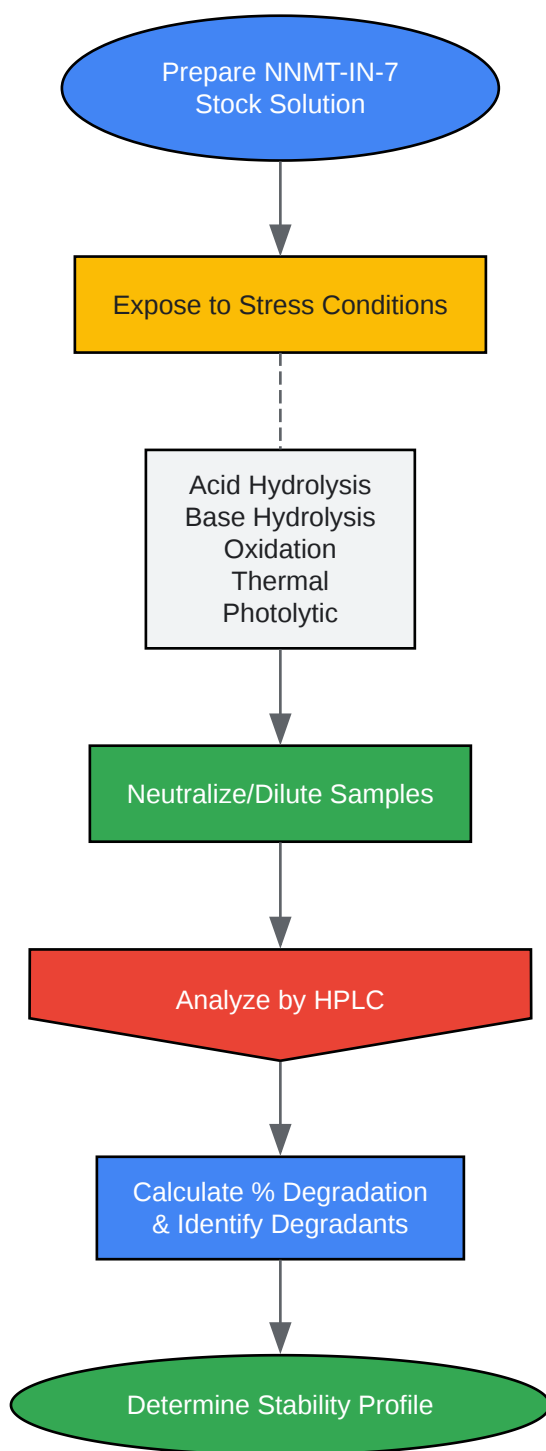 Prepare NNMT-IN-7
Stock Solution
Expose to Stress Conditions
Acid Hydrolysis
Base Hydrolysis
Oxidation
Thermal
Photolytic
Neutralize/Dilute Samples
Analyze by HPLC
Calculate % Degradation
& Identify Degradants
Determine Stability Profile